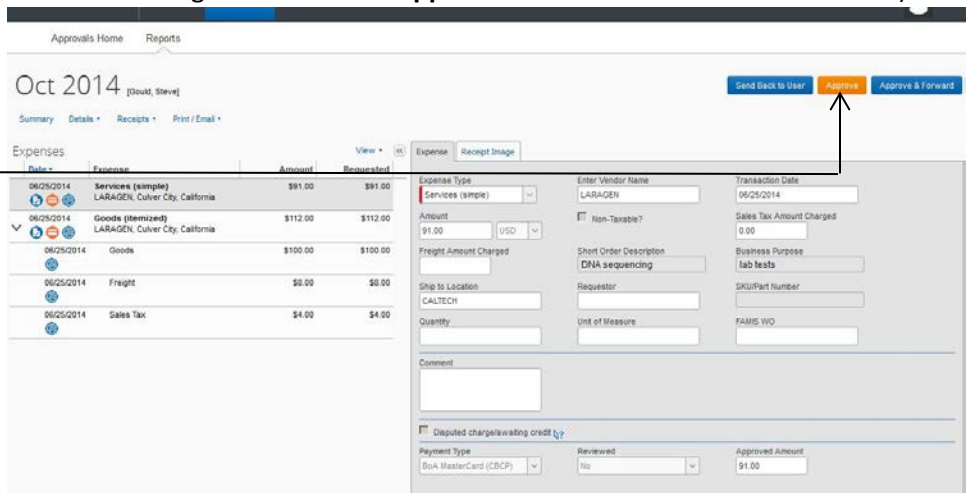 Approvals Home Reports
Oct 2014 [Gould, Steve]
Send Back to User Approve Approve & Forward
Summary Details Receipts Print / Email
Expenses View
Date Expense Amount Requested
06/25/2014 Services (simple) $91.00 $91.00
LARAGEN, Culver City, California
06/25/2014 Goods (itemized) $112.00 $112.00
LARAGEN, Culver City, California
06/25/2014 Goods $100.00 $100.00
06/25/2014 Freight $8.00 $8.00
06/25/2014 Sales Tax $4.00 $4.00
Expense Receipt Image
Expense Type Enter Vendor Name Transaction Date
Services (simple) LARAGEN 06/25/2014
Amount Non-Taxable? Sales Tax Amount Charged
91.00 USD 0.00
Freight Amount Charged Short Order Description Business Purpose
DNA sequencing lab tests
Ship to Location Requestor SKU/Part Number
CALTECH
Quantity Unit of Measure FAMIS WO
Comment
Disputed charge/awaiting credit
Payment Type Reviewed Approved Amount
BoA MasterCard (CBCP) No 91.00